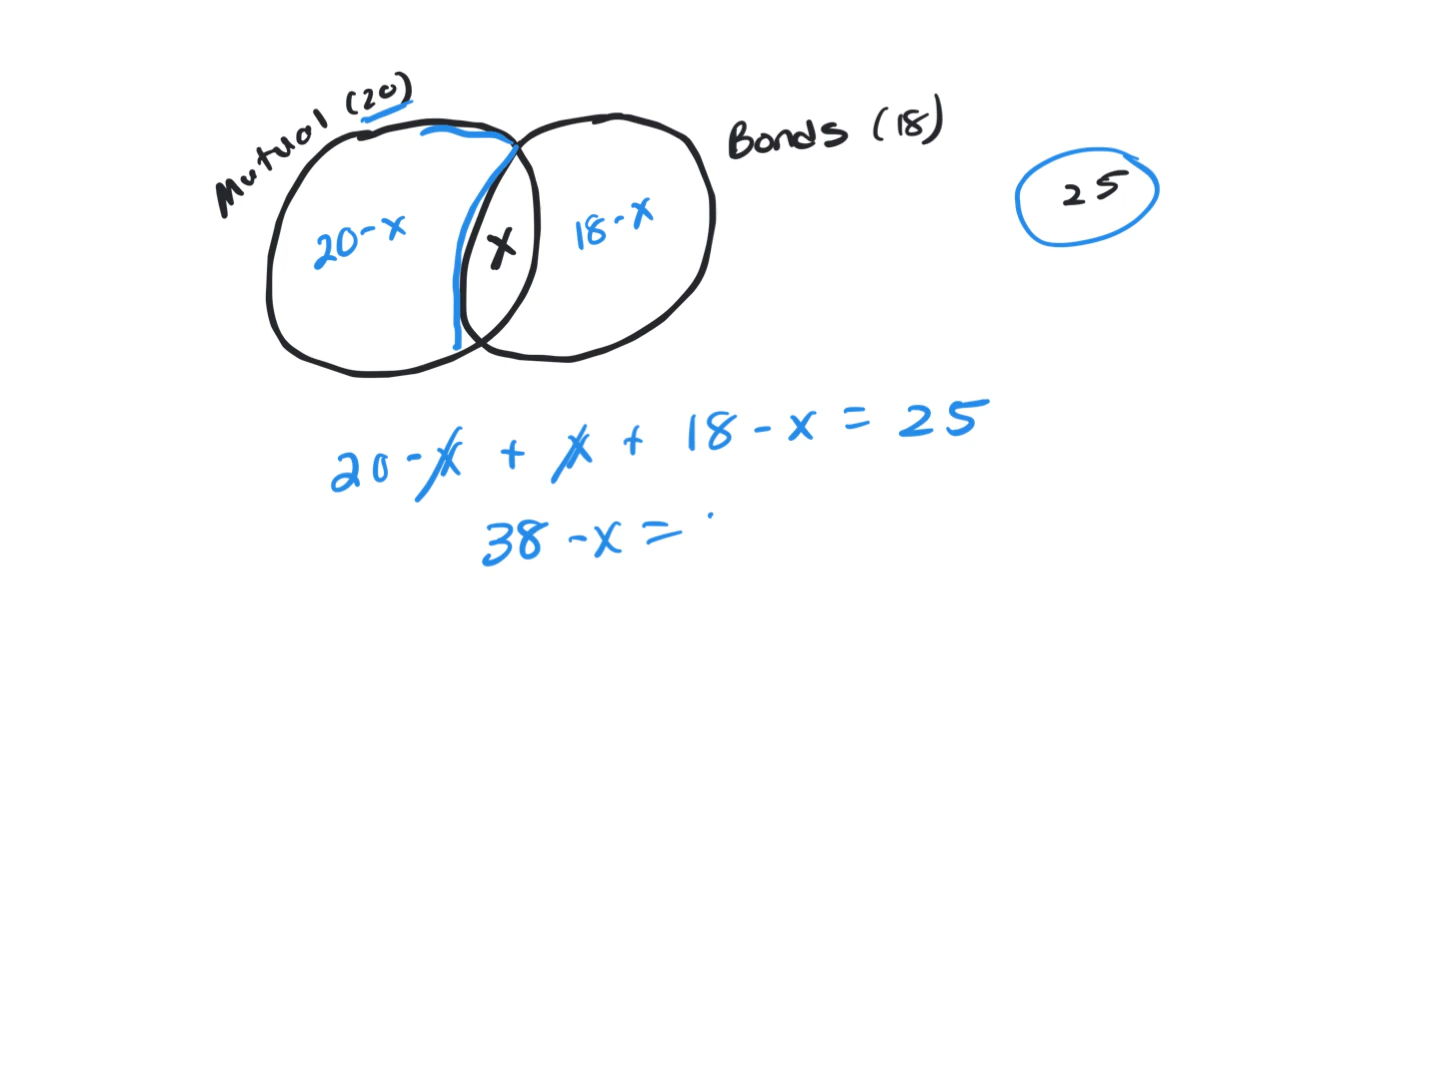 Mutual (20)
Bonds (18)
25
20-x
x
18-x
20-x + x + 18-x = 25
38-x =